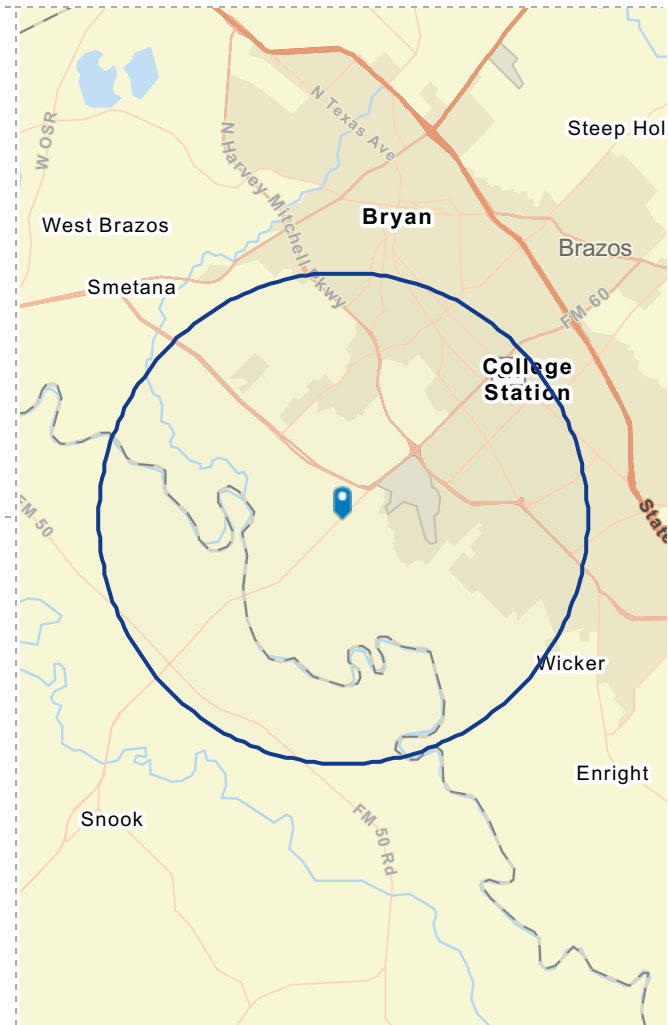 N Texas Ave
Steep Hol
W OSR
N Harvey Mitchell Pkwy
Bryan
West Brazos
Brazos
Smetana
FM 60
College
Station
FM 50
State
Wicker
Enright
Snook
FM 50 Rd